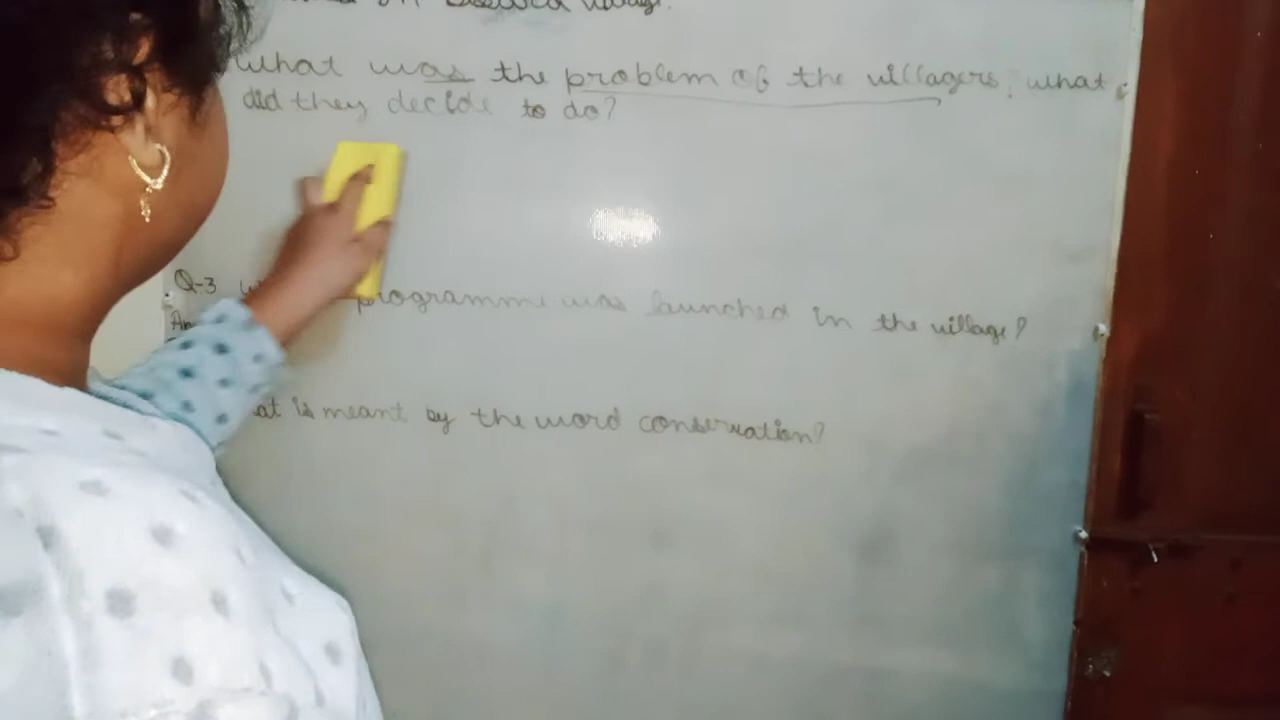 village.
What was the problem of the villagers, what
did they decide to do?
Q-3 programme was launched in the village?
An
at is meant by the word conservation?